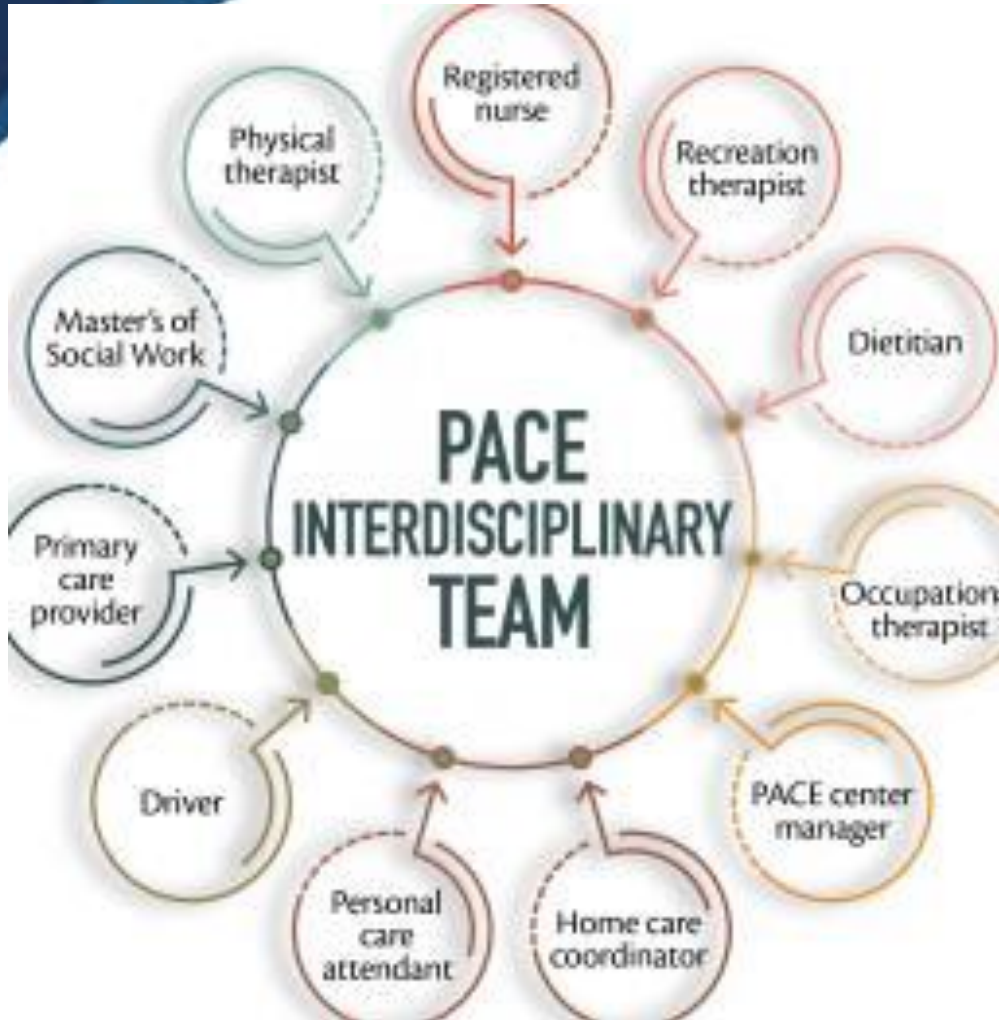 Registered
nurse
Recreation
therapist
Dietitian
Occupation
therapist
PACE center
manager
Home care
coordinator
Personal
care
attendant
Driver
Primary
care
provider
Master's of
Social Work
Physical
therapist
PACE
INTERDISCIPLINARY
TEAM